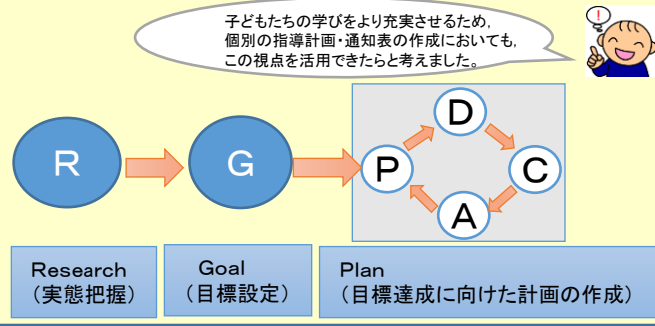 !
子どもたちの学びをより充実させるため,
個別の指導計画・通知表の作成においても,
この視点を活用できたらと考えました。
R
G
P
D
C
A
Research
（実態把握）
Goal
（目標設定）
Plan
（目標達成に向けた計画の作成）